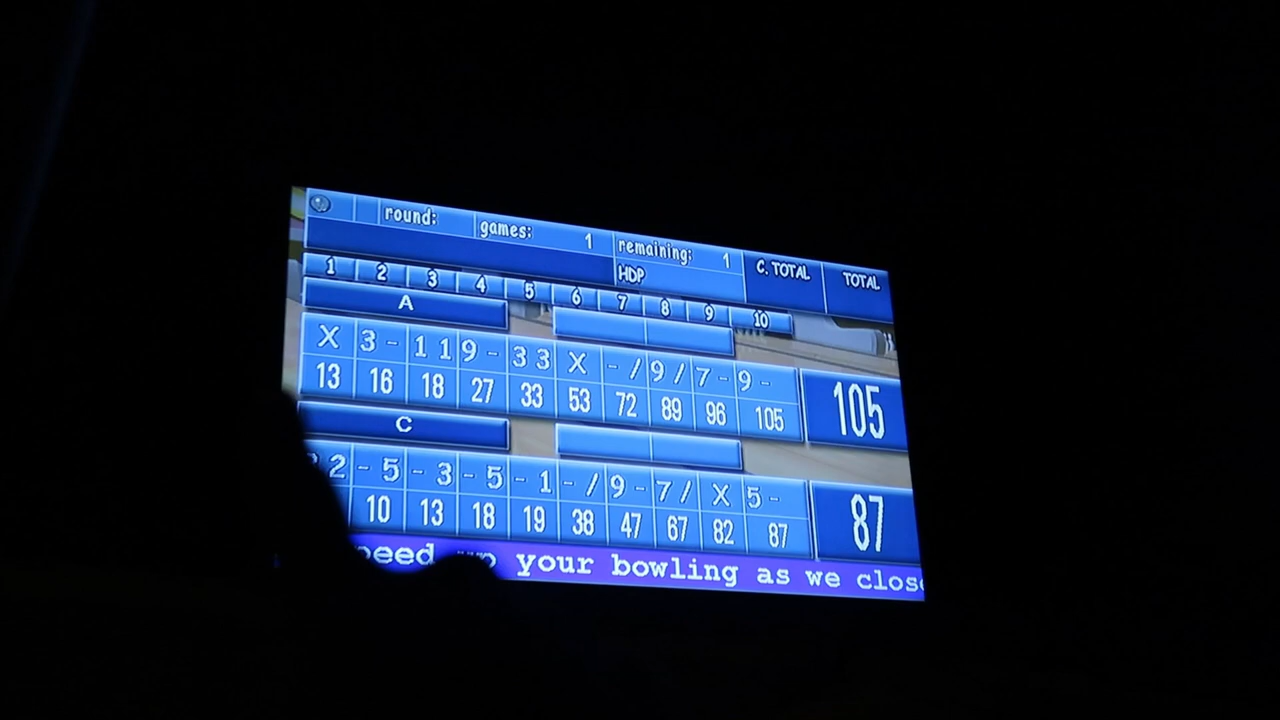 round: games: 1 remaining: 1 C. TOTAL TOTAL
HDP
1 2 3 4 5 6 7 8 9 10
A
X 3 - 1 1 9 - 3 3 X - / 9 / 7 - 9 -
13 16 18 27 33 53 72 89 96 105 105
C
2 - 5 - 3 - 5 - 1 - / 9 - 7 / X 5 -
10 13 18 19 38 47 67 82 87 87
your bowling as we close